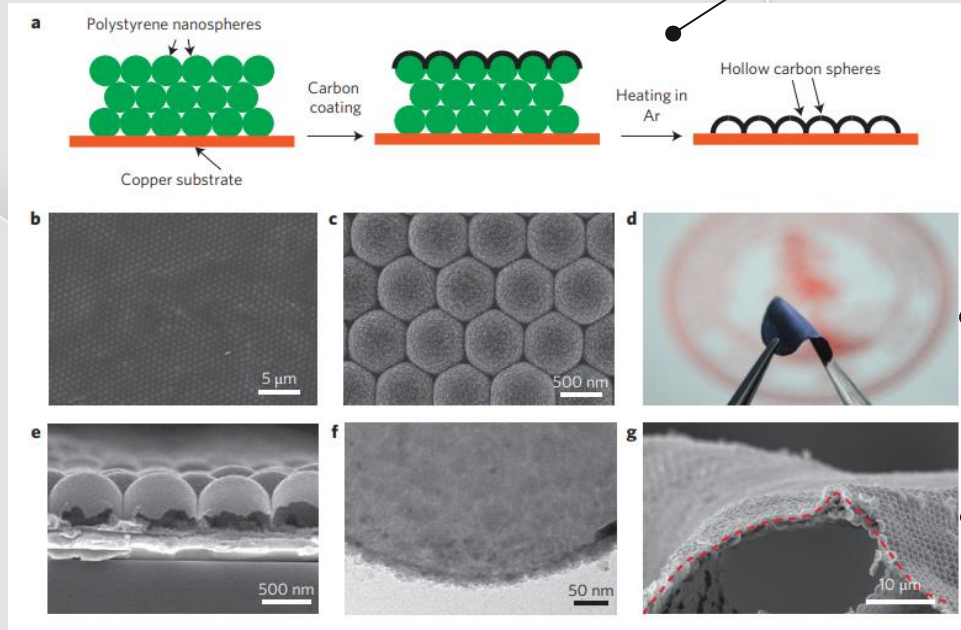 a
Polystyrene nanospheres
Carbon
coating
Heating in
Ar
Hollow carbon spheres
Copper substrate
b
5 μm
c
500 nm
d
e
500 nm
f
50 nm
g
10 μm